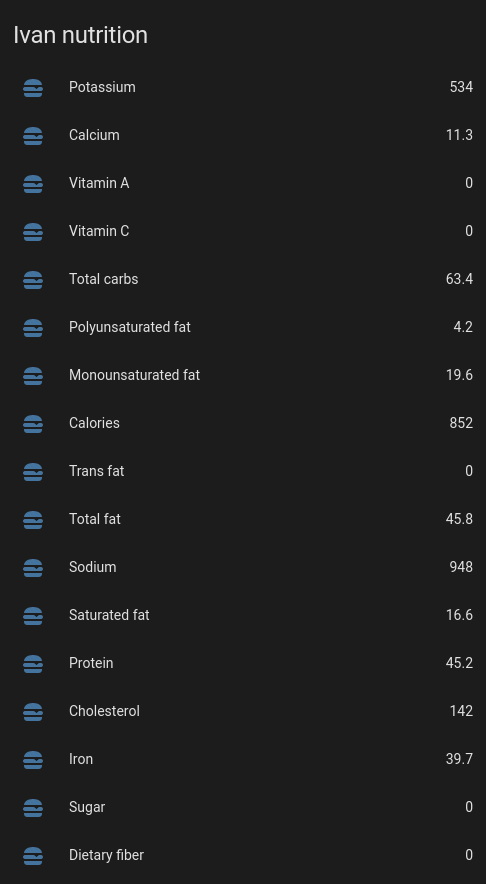 Ivan nutrition
Potassium 534
Calcium 11.3
Vitamin A 0
Vitamin C 0
Total carbs 63.4
Polyunsaturated fat 4.2
Monounsaturated fat 19.6
Calories 852
Trans fat 0
Total fat 45.8
Sodium 948
Saturated fat 16.6
Protein 45.2
Cholesterol 142
Iron 39.7
Sugar 0
Dietary fiber 0